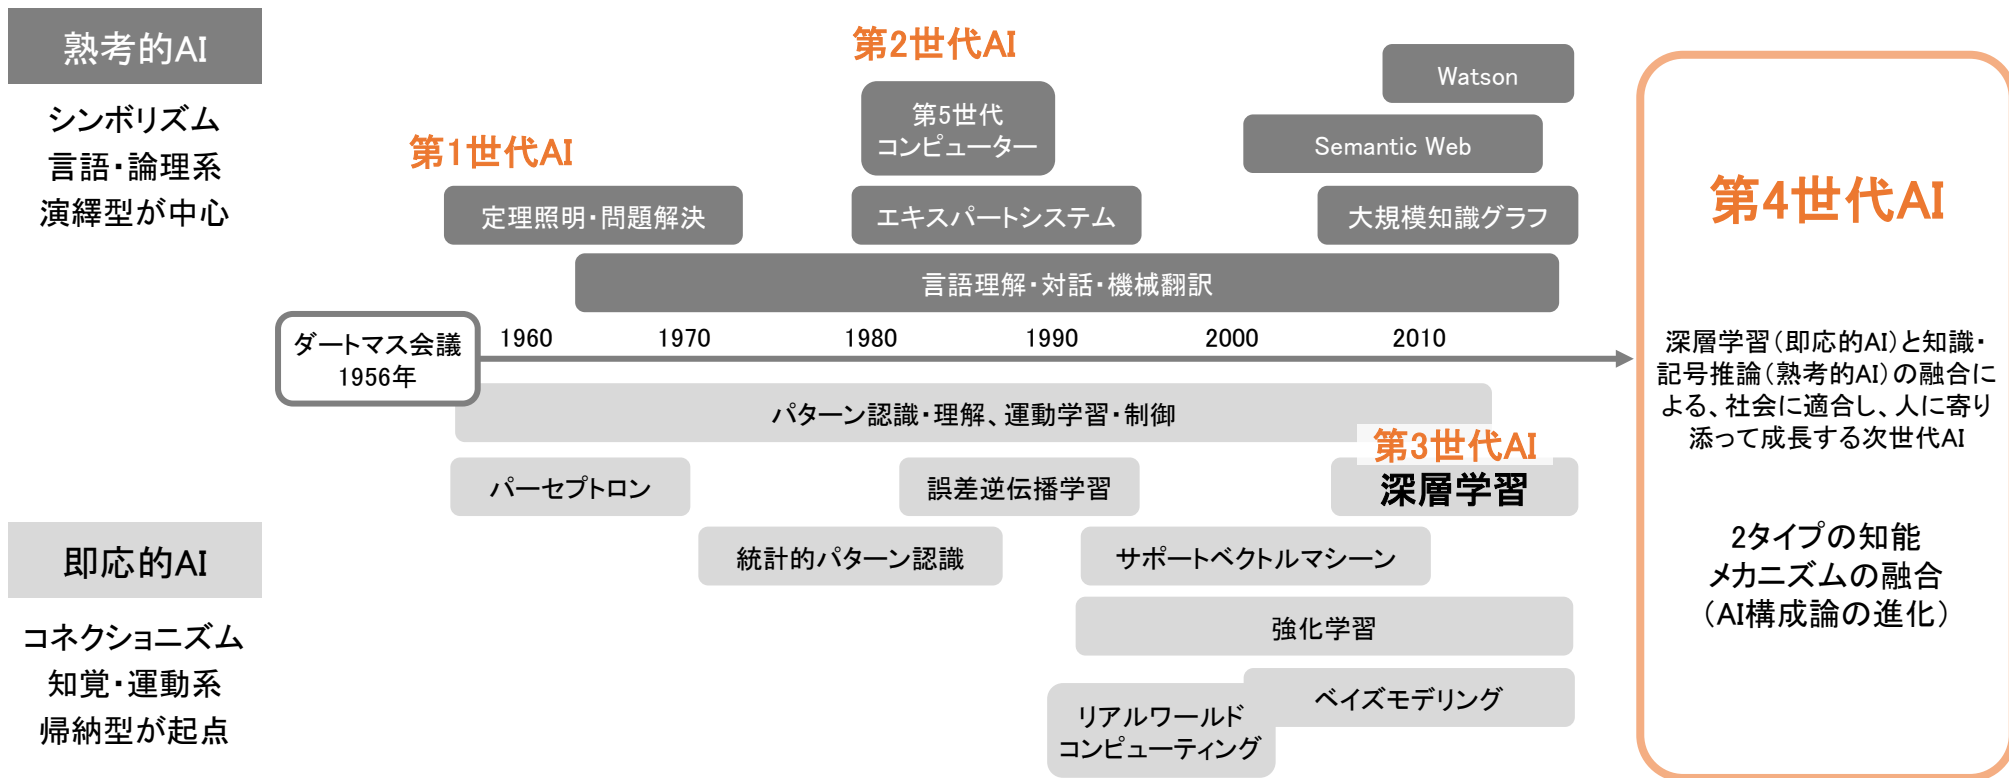 熟考的AI
シンボリズム
言語・論理系
演繹型が中心
第1世代AI
第2世代AI
第5世代
コンピューター
Watson
Semantic Web
定理照明・問題解決
エキスパートシステム
大規模知識グラフ
言語理解・対話・機械翻訳
ダートマス会議
1956年
1960
1970
1980
1990
2000
2010
パターン認識・理解、運動学習・制御
第3世代AI
パーセプトロン
誤差逆伝播学習
深層学習
統計的パターン認識
サポートベクトルマシーン
強化学習
ベイズモデリング
リアルワールド
コンピューティング
即応的AI
コネクショニズム
知覚・運動系
帰納型が起点
第4世代AI
深層学習(即応的AI)と知識・
記号推論(熟考的AI)の融合に
よる、社会に適合し、人に寄り
添って成長する次世代AI
2タイプの知能
メカニズムの融合
(AI構成論の進化)